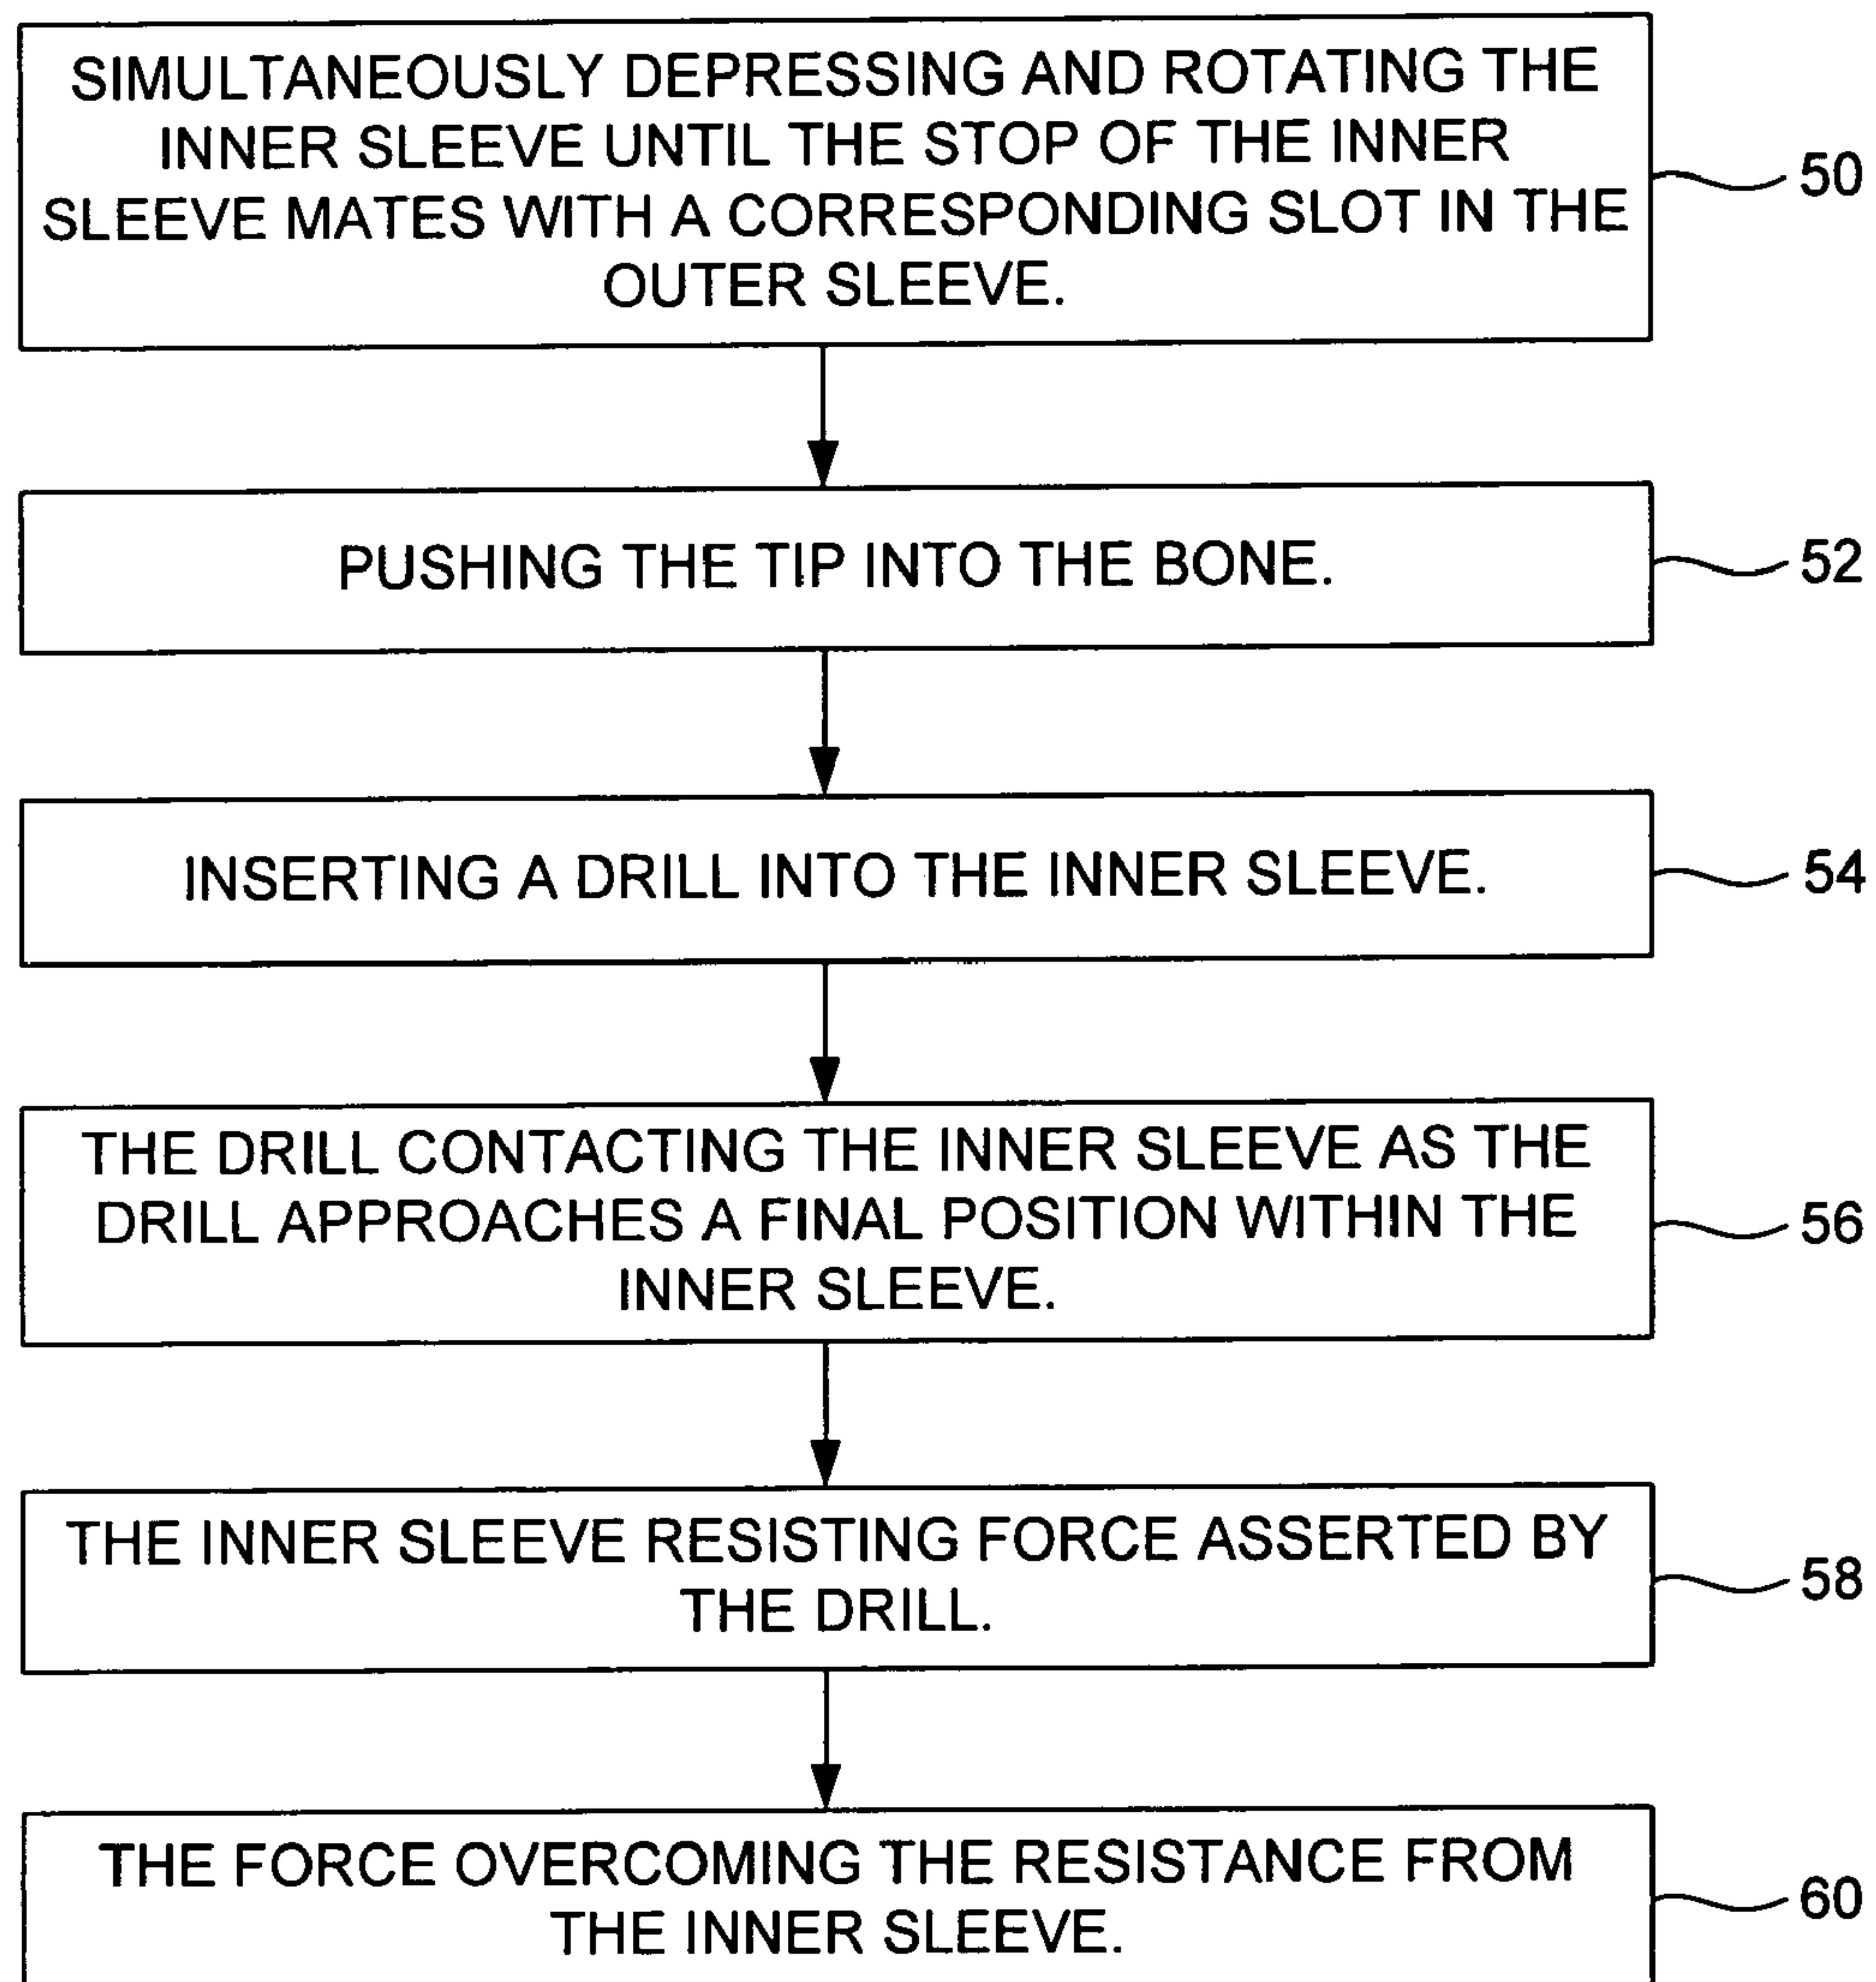 SIMULTANEOUSLY DEPRESSING AND ROTATING THE
INNER SLEEVE UNTIL THE STOP OF THE INNER
SLEEVE MATES WITH A CORRESPONDING SLOT IN THE
OUTER SLEEVE.
50
PUSHING THE TIP INTO THE BONE.
52
INSERTING A DRILL INTO THE INNER SLEEVE.
54
THE DRILL CONTACTING THE INNER SLEEVE AS THE
DRILL APPROACHES A FINAL POSITION WITHIN THE
INNER SLEEVE.
56
THE INNER SLEEVE RESISTING FORCE ASSERTED BY
THE DRILL.
58
THE FORCE OVERCOMING THE RESISTANCE FROM
THE INNER SLEEVE.
60